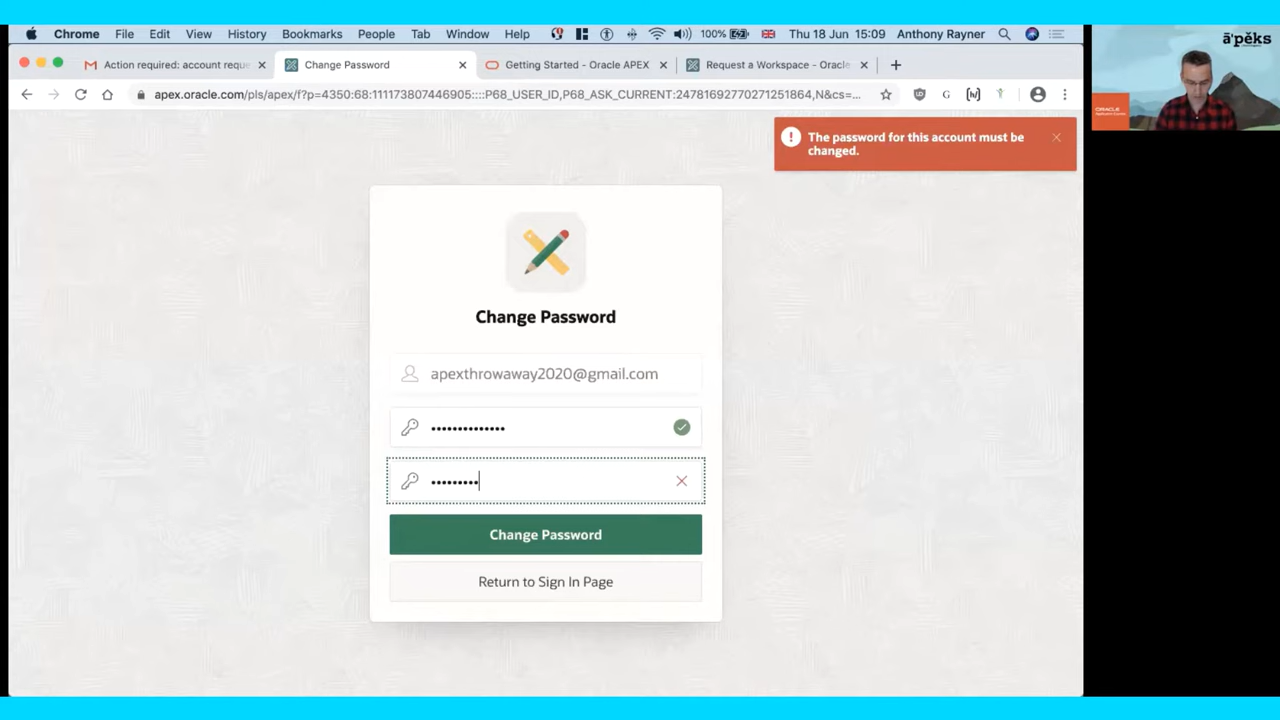 Chrome File Edit View History Bookmarks People Tab Window Help 100% Thu 18 Jun 15:09 Anthony Rayner
Action required: account reque
Change Password
Getting Started - Oracle APEX
Request a Workspace - Oracle
apex.oracle.com/pls/apex/f?p=4350:68:111173807446905::::P68_USER_ID,P68_ASK_CURRENT:24781692770271251864,N&cs=...
ā'pĕks
ORACLE
The password for this account must be
changed.
Change Password
apexthrowaway2020@gmail.com
••••••••••••••
•••••••••
Change Password
Return to Sign In Page